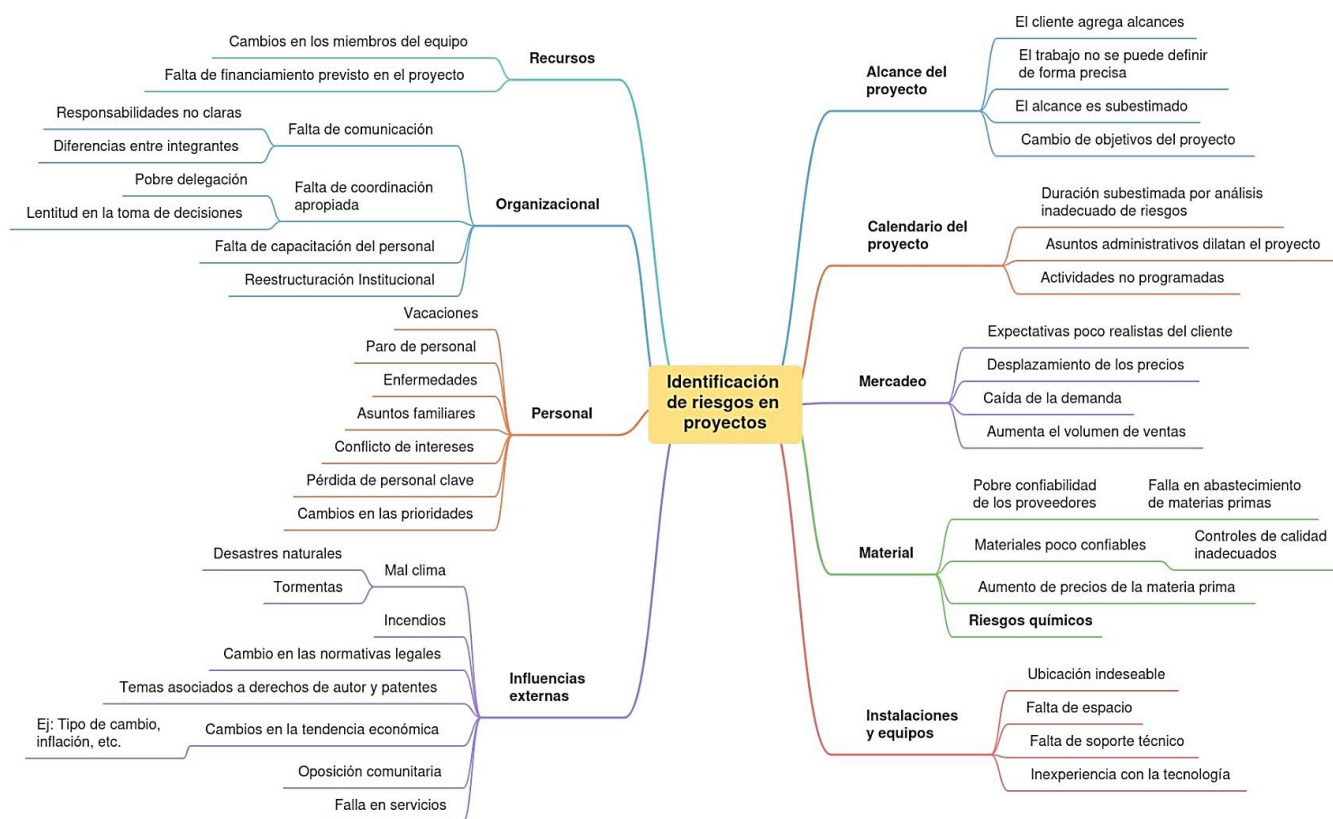 Identificación
de riesgos en
proyectos
Recursos
Cambios en los miembros del equipo
Falta de financiamiento previsto en el proyecto
Organizacional
Falta de comunicación
Responsabilidades no claras
Diferencias entre integrantes
Falta de coordinación
apropiada
Pobre delegación
Lentitud en la toma de decisiones
Falta de capacitación del personal
Reestructuración Institucional
Personal
Vacaciones
Paro de personal
Enfermedades
Asuntos familiares
Conflicto de intereses
Pérdida de personal clave
Cambios en las prioridades
Influencias
externas
Mal clima
Desastres naturales
Tormentas
Incendios
Cambio en las normativas legales
Temas asociados a derechos de autor y patentes
Cambios en la tendencia económica
Ej: Tipo de cambio,
inflación, etc.
Oposición comunitaria
Falla en servicios
Alcance del
proyecto
El cliente agrega alcances
El trabajo no se puede definir
de forma precisa
El alcance es subestimado
Cambio de objetivos del proyecto
Calendario del
proyecto
Duración subestimada por análisis
inadecuado de riesgos
Asuntos administrativos dilatan el proyecto
Actividades no programadas
Mercadeo
Expectativas poco realistas del cliente
Desplazamiento de los precios
Caída de la demanda
Aumenta el volumen de ventas
Material
Pobre confiabilidad
de los proveedores
Falla en abastecimiento
de materias primas
Materiales poco confiables
Controles de calidad
inadecuados
Aumento de precios de la materia prima
Riesgos químicos
Instalaciones
y equipos
Ubicación indeseable
Falta de espacio
Falta de soporte técnico
Inexperiencia con la tecnología